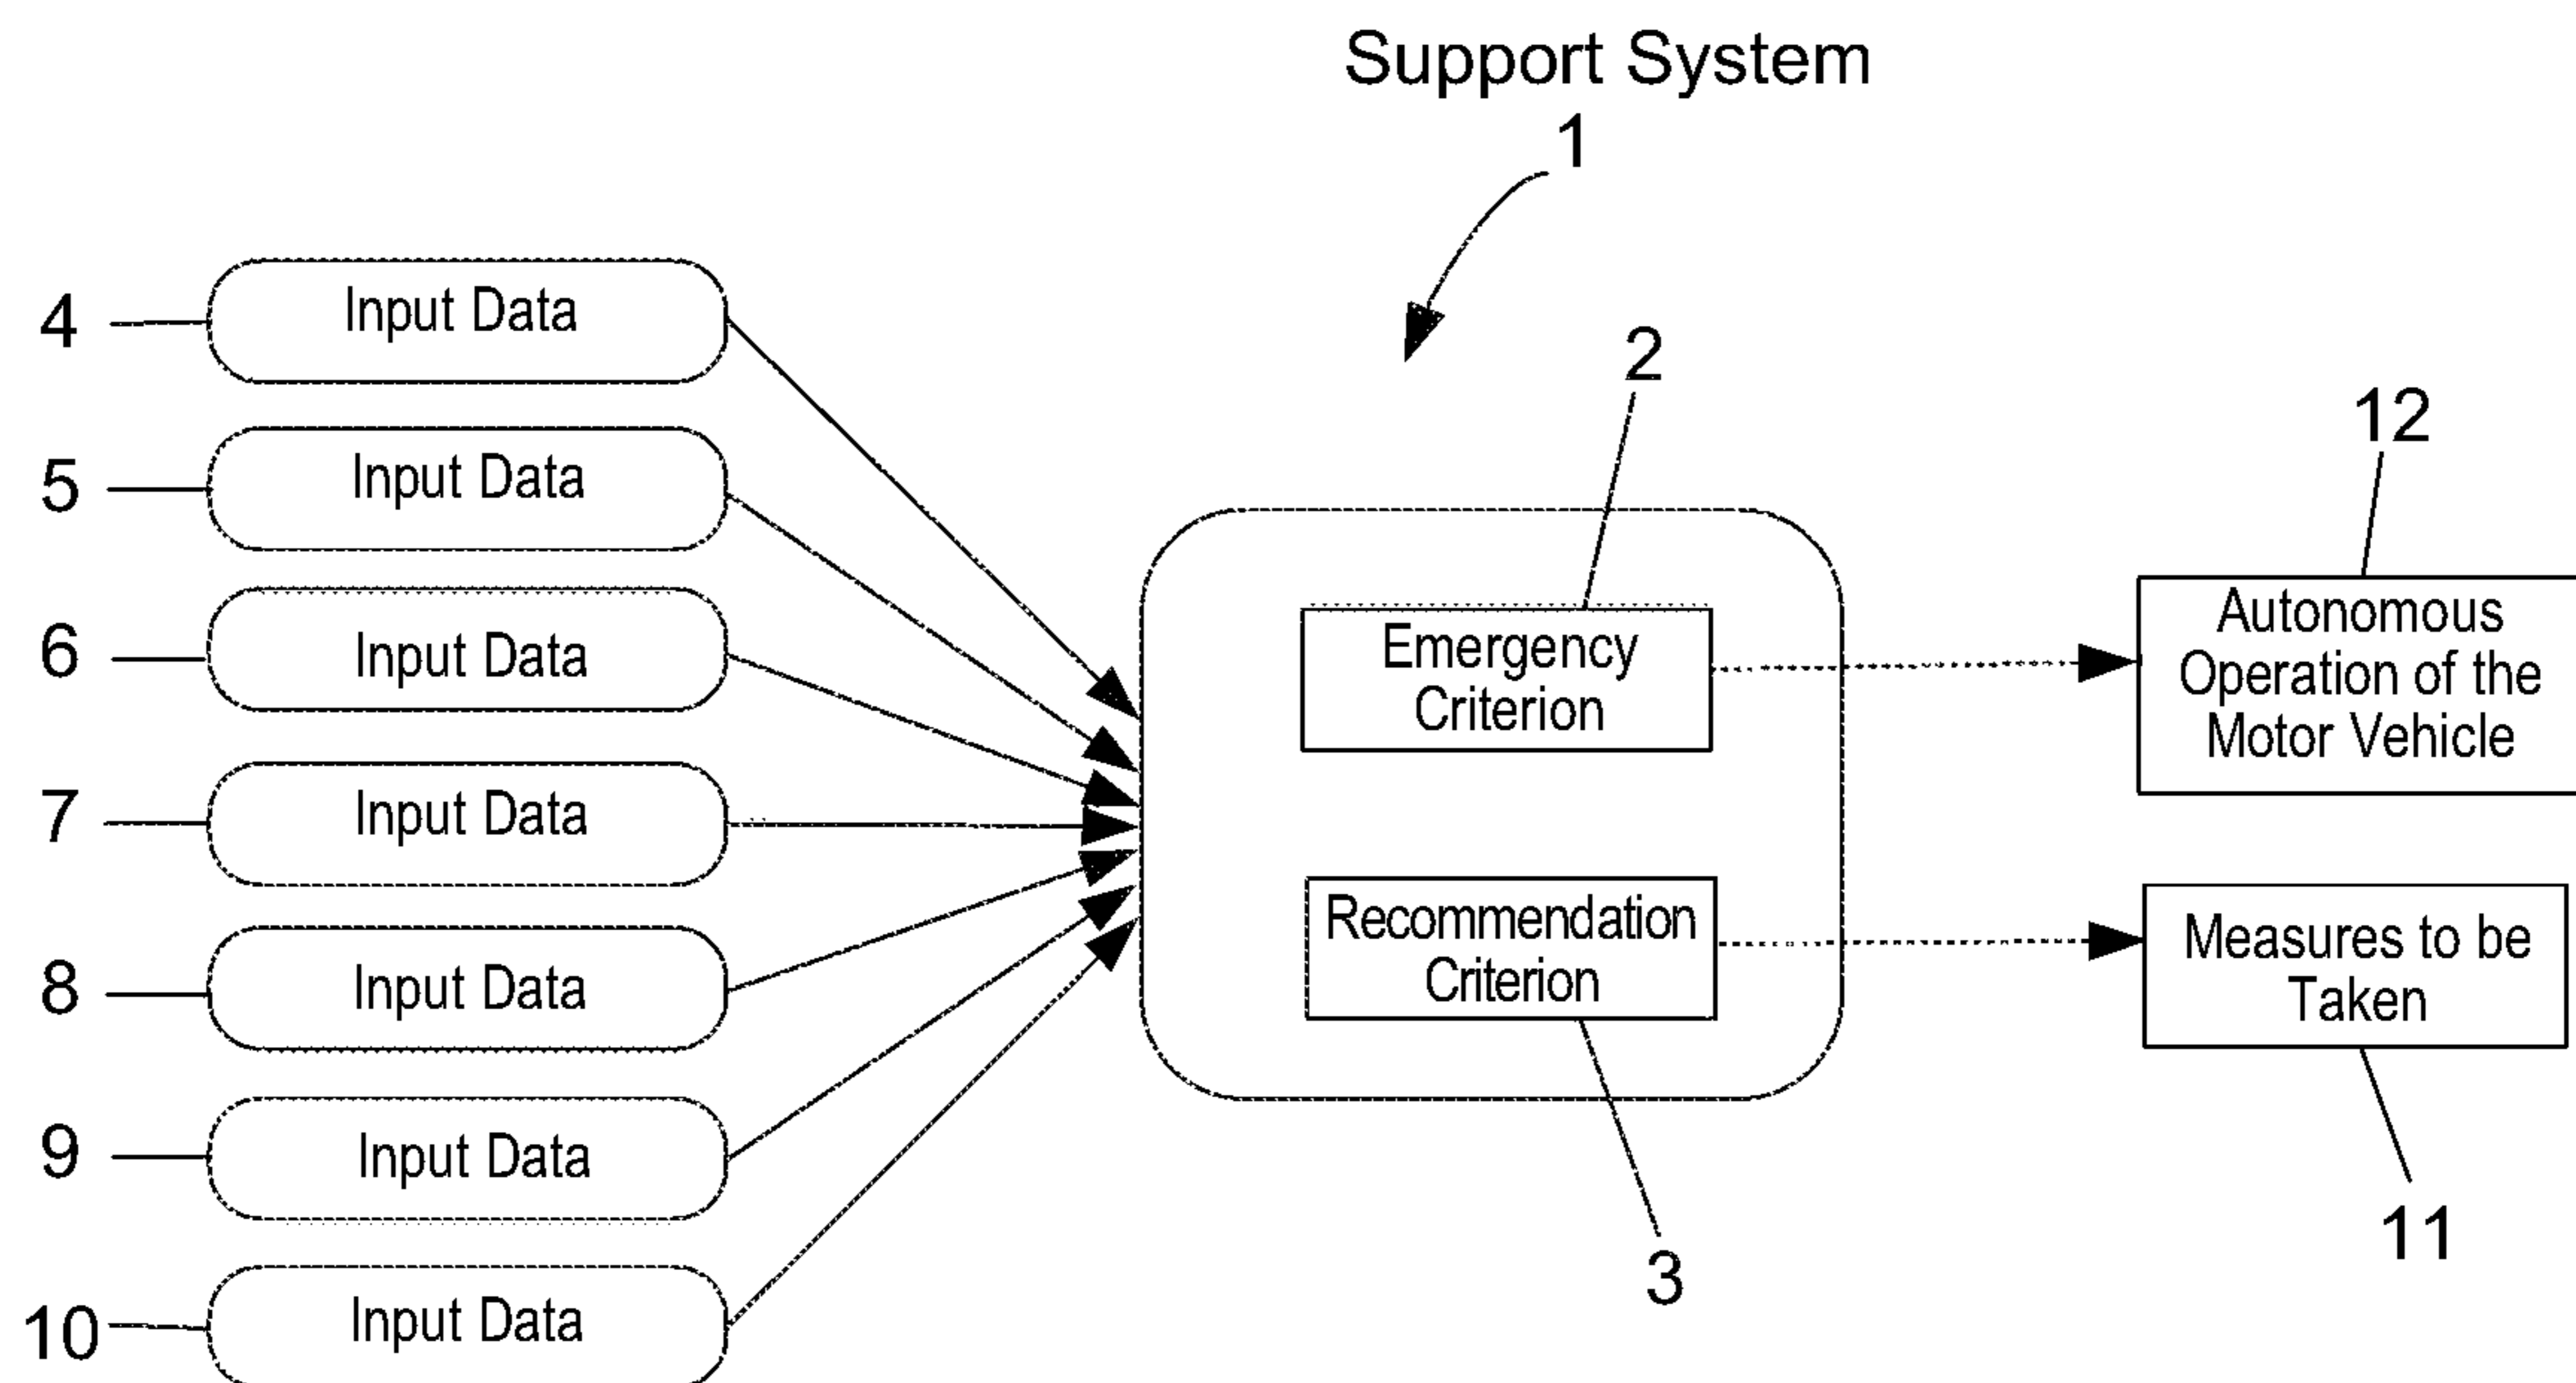 Support System
1
4
Input Data
5
Input Data
6
Input Data
7
Input Data
8
Input Data
9
Input Data
10
Input Data
2
Emergency
Criterion
Recommendation
Criterion
3
12
Autonomous
Operation of the
Motor Vehicle
Measures to be
Taken
11